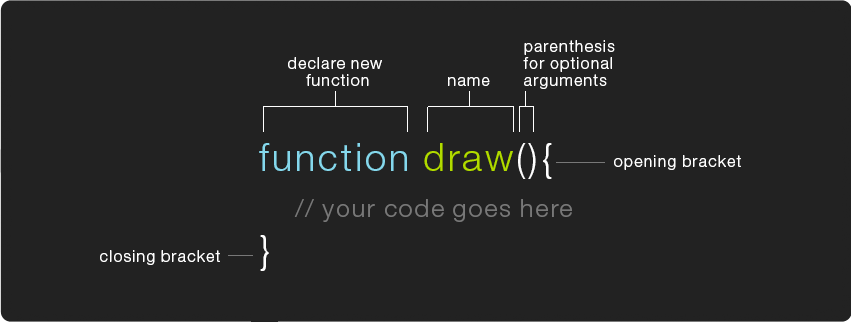 declare new
function
name
parenthesis
for optional
arguments
function draw(){
opening bracket
// your code goes here
closing bracket
}